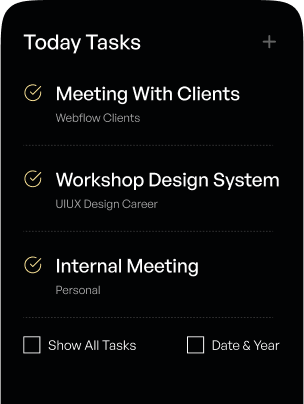 Today Tasks
Meeting With Clients
Webflow Clients
Workshop Design System
UIUX Design Career
Internal Meeting
Personal
Show All Tasks Date & Year